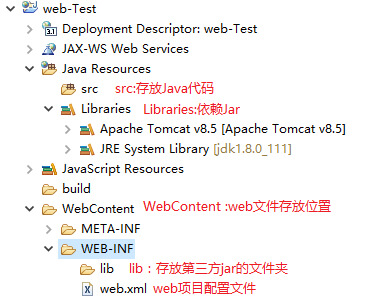 web-Test
Deployment Descriptor: web-Test
JAX-WS Web Services
Java Resources
src src:存放Java代码
Libraries Libraries:依赖Jar
Apache Tomcat v8.5 [Apache Tomcat v8.5]
JRE System Library [jdk1.8.0_111]
JavaScript Resources
build
WebContent WebContent :web文件存放位置
META-INF
WEB-INF
lib lib：存放第三方jar的文件夹
web.xml web项目配置文件